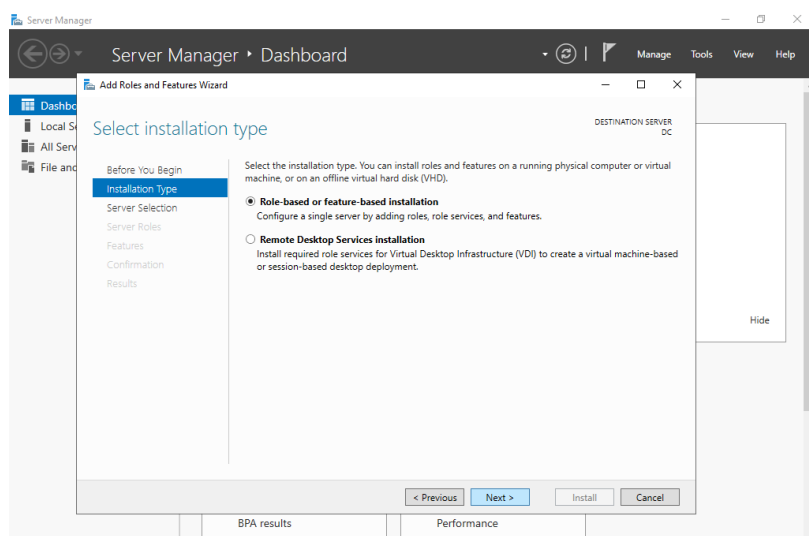 Server Manager
Server Manager • Dashboard
Manage Tools View Help
Add Roles and Features Wizard
Select installation type
DESTINATION SERVER
DC
Dashbo
Local Se
All Serv
File and
Before You Begin
Installation Type
Server Selection
Server Roles
Features
Confirmation
Results
Select the installation type. You can install roles and features on a running physical computer or virtual
machine, or on an offline virtual hard disk (VHD).
Role-based or feature-based installation
Configure a single server by adding roles, role services, and features.
Remote Desktop Services installation
Install required role services for Virtual Desktop Infrastructure (VDI) to create a virtual machine-based
or session-based desktop deployment.
Hide
< Previous Next > Install Cancel
BPA results Performance